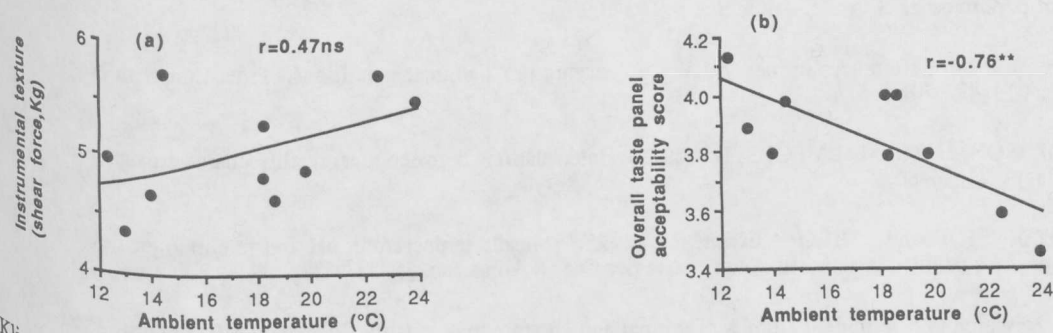 (a)
r=0.47ns
Instrumental texture
(shear force,Kg)
6
5
4
12 14 16 18 20 22 24
Ambient temperature (°C)
(b)
r=-0.76**
Overall taste panel
acceptability score
4.2
4.0
3.8
3.6
3.4
12 14 16 18 20 22 24
Ambient temperature (°C)